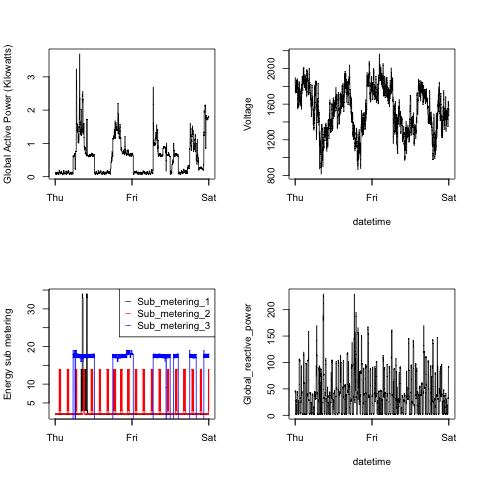 Global Active Power (Kilowatts)
3
2
1
0
Thu Fri Sat
Voltage
2000
1600
1200
800
Thu Fri Sat
datetime
Energy sub metering
5 10 20 30
Sub_metering_1
Sub_metering_2
Sub_metering_3
Thu Fri Sat
Global_reactive_power
200
150
100
50
0
Thu Fri Sat
datetime